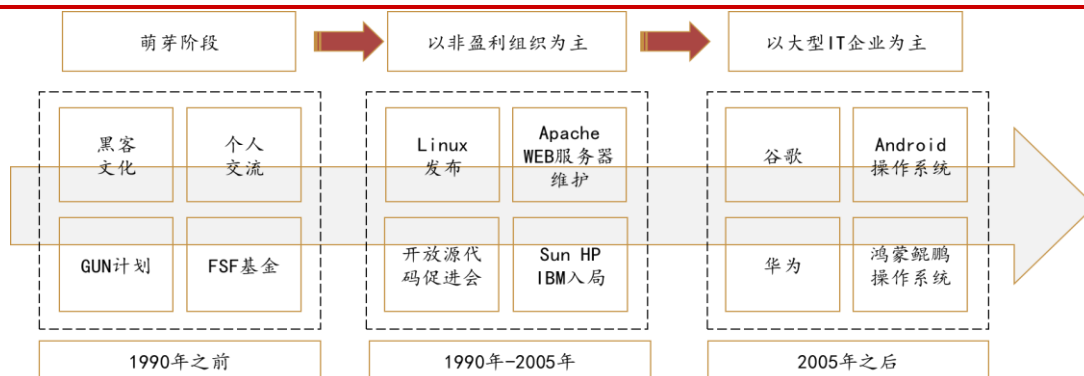 萌芽阶段
以非盈利组织为主
以大型IT企业为主
黑客
文化
个人
交流
Linux
发布
Apache
WEB服务器
维护
谷歌
Android
操作系统
GUN计划
FSF基金
开放源代
码促进会
Sun HP
IBM入局
华为
鸿蒙鲲鹏
操作系统
1990年之前
1990年-2005年
2005年之后